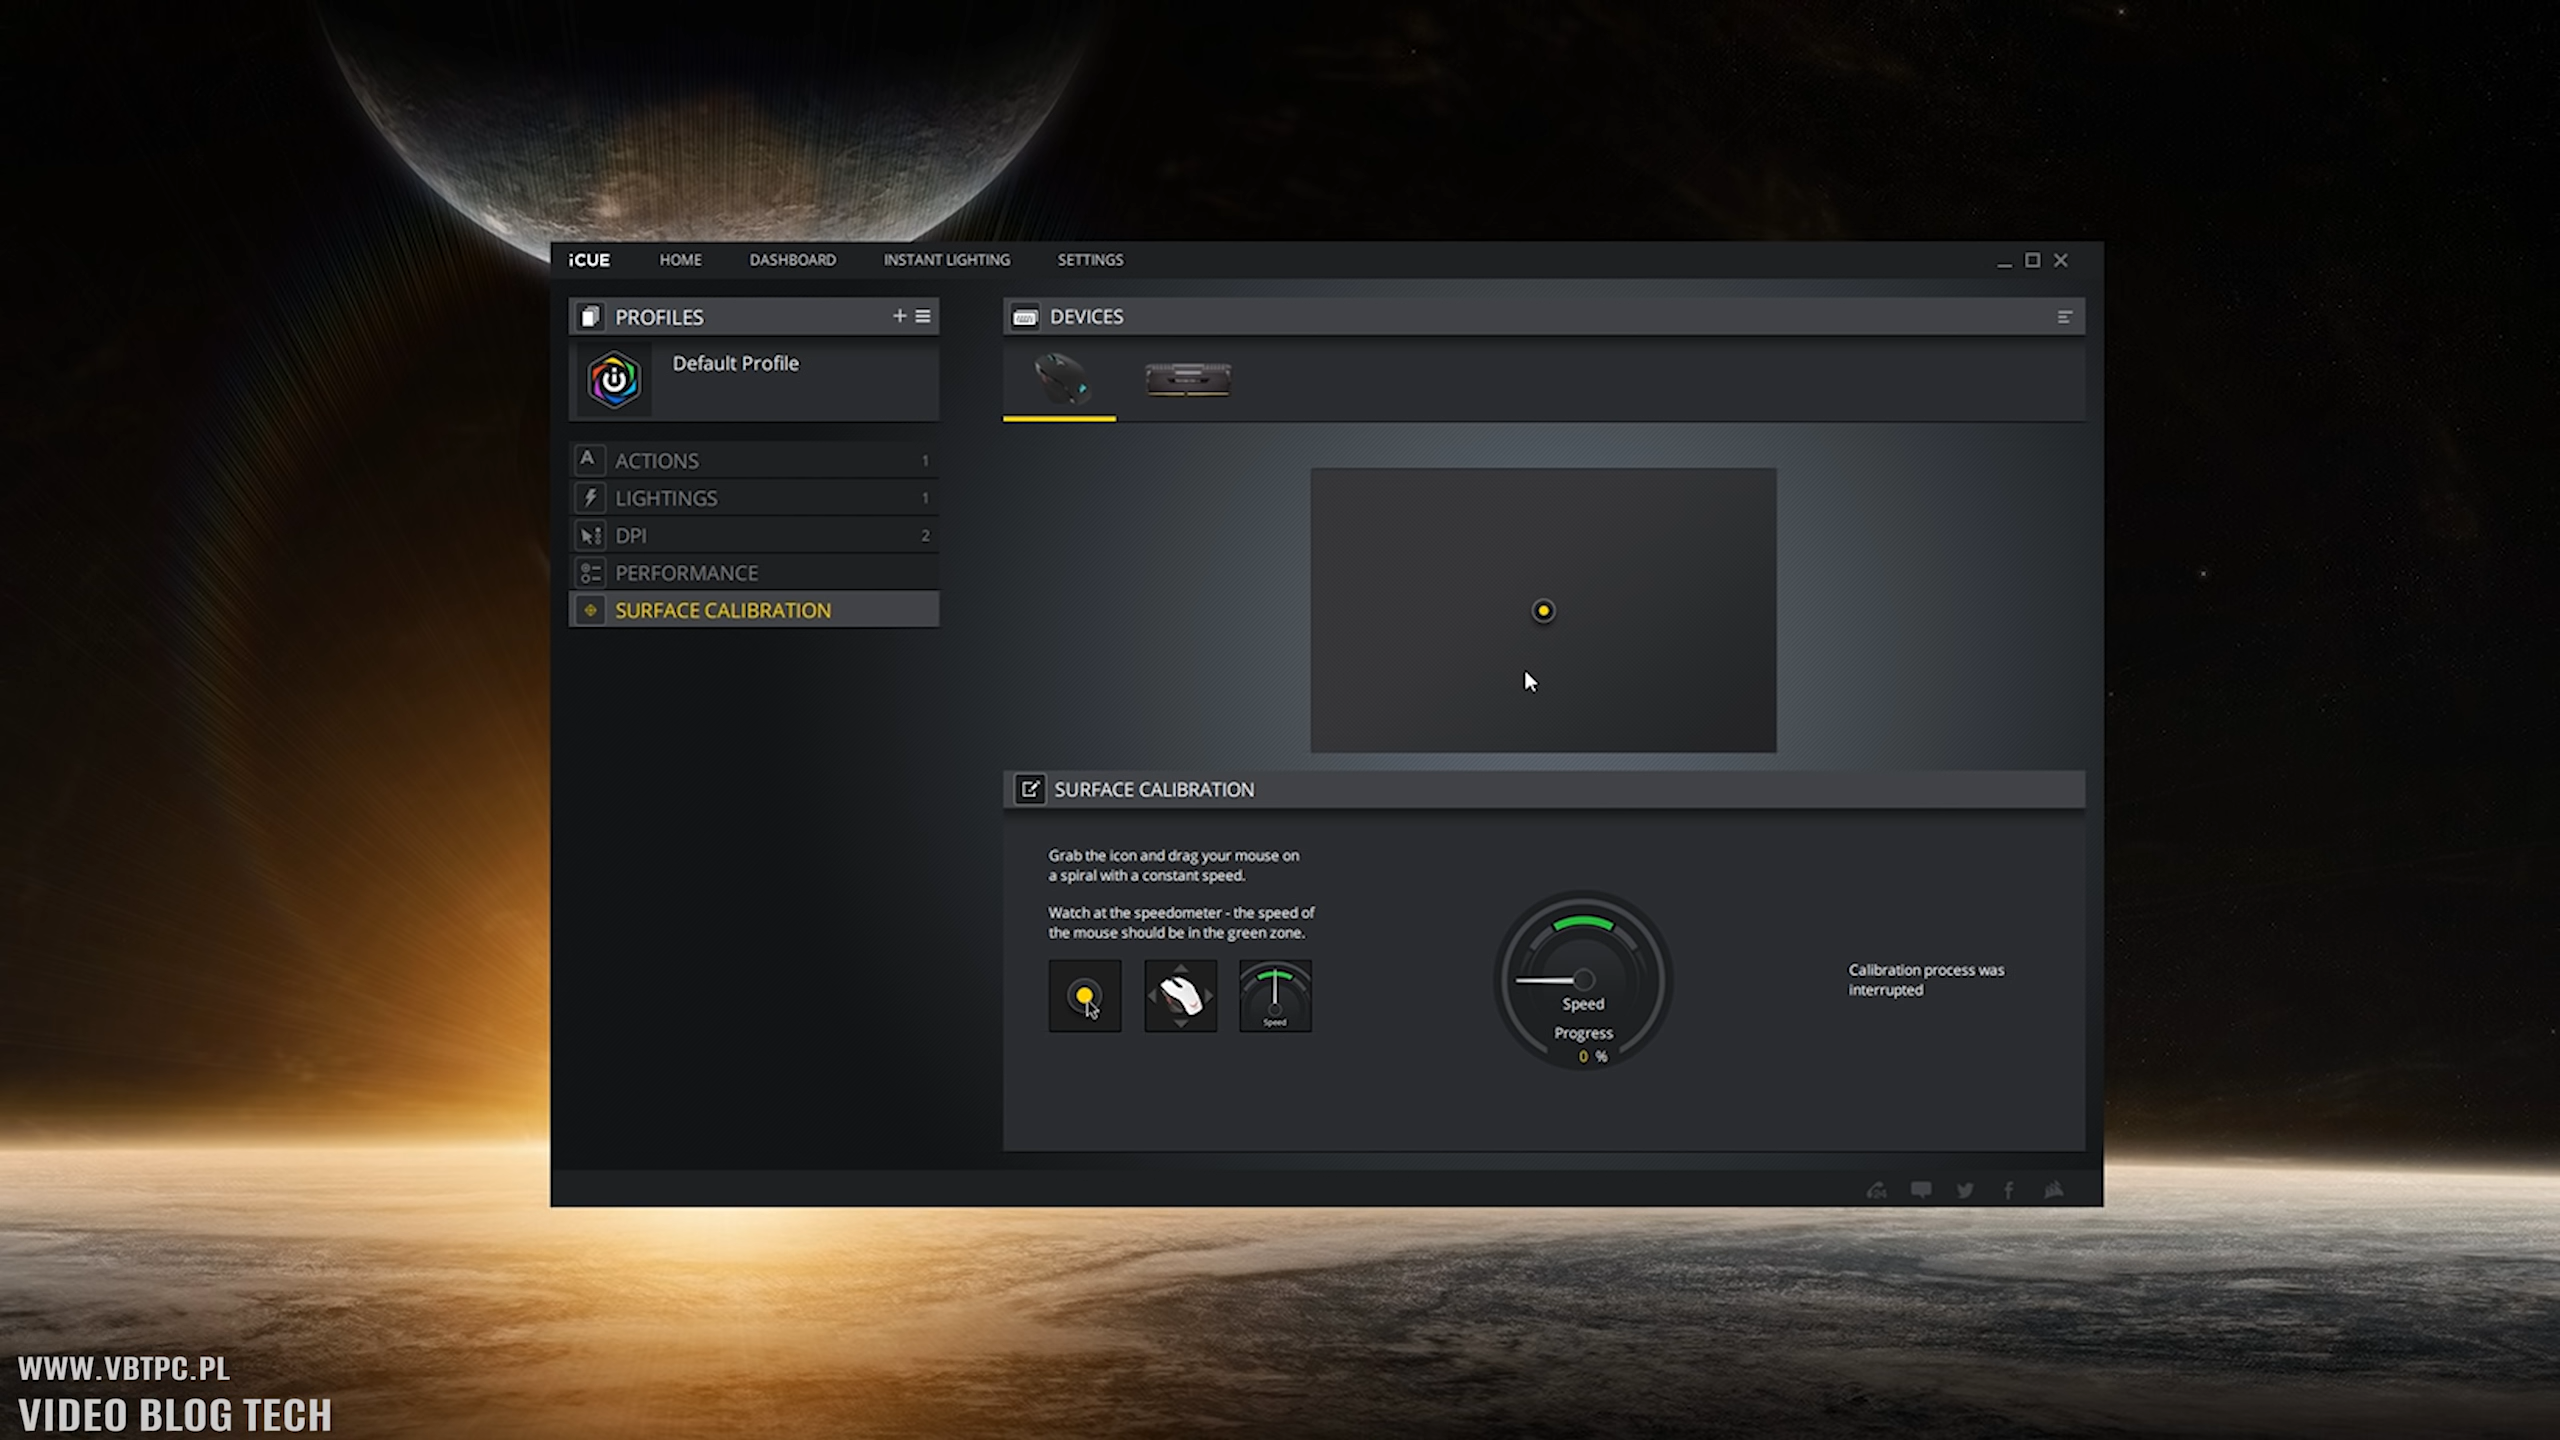 iCUE HOME DASHBOARD INSTANT LIGHTING SETTINGS
PROFILES
Default Profile
ACTIONS 1
LIGHTINGS 1
DPI 2
PERFORMANCE
SURFACE CALIBRATION
DEVICES
SURFACE CALIBRATION
Grab the icon and drag your mouse on
a spiral with a constant speed.
Watch at the speedometer - the speed of
the mouse should be in the green zone.
Speed
Speed
Progress
0 %
Calibration process was
interrupted
WWW.VBTPC.PL
VIDEO BLOG TECH